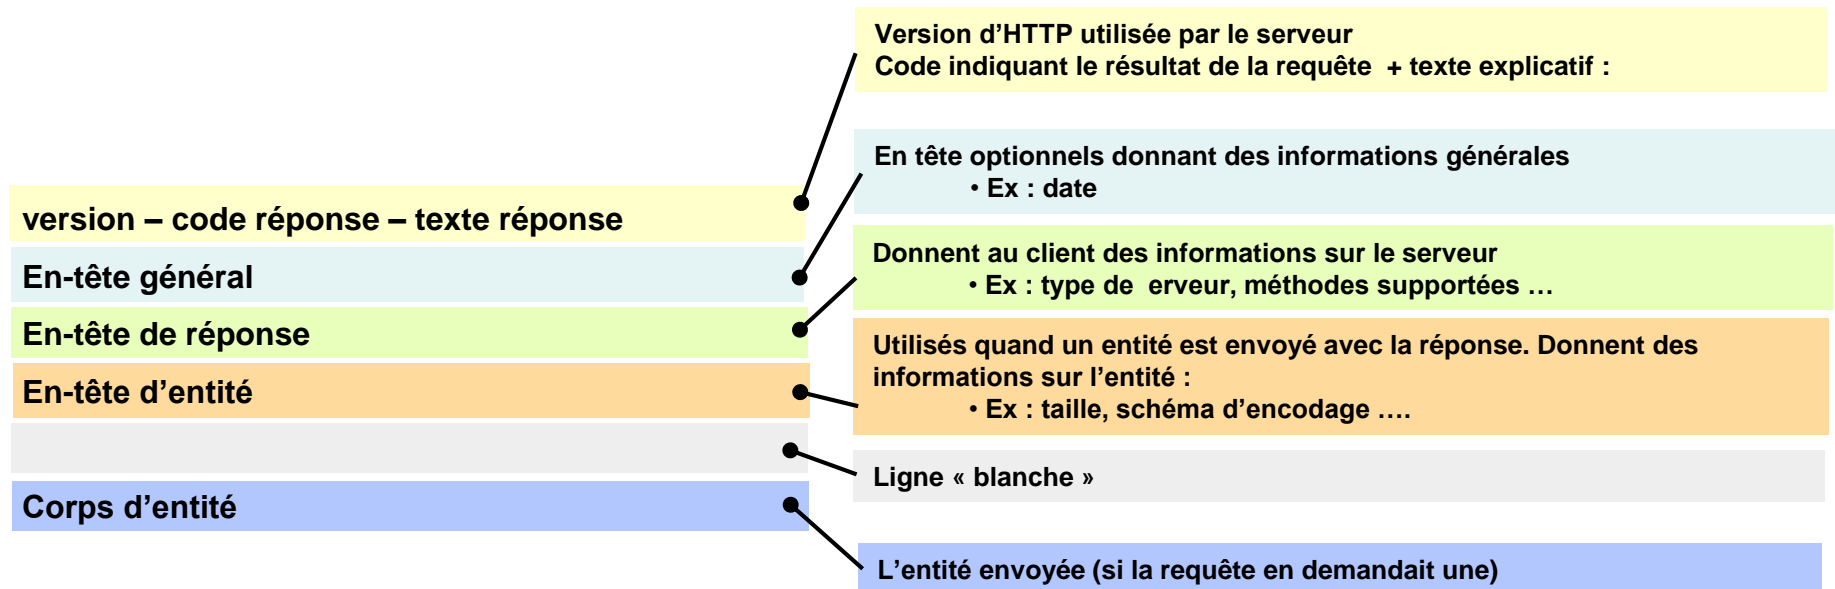 version – code réponse – texte réponse
En-tête général
En-tête de réponse
En-tête d’entité
Corps d’entité
Version d’HTTP utilisée par le serveur
Code indiquant le résultat de la requête + texte explicatif :
En tête optionnels donnant des informations générales
• Ex : date
Donnent au client des informations sur le serveur
• Ex : type de erveur, méthodes supportées …
Utilisés quand un entité est envoyé avec la réponse. Donnent des
informations sur l’entité :
• Ex : taille, schéma d’encodage ….
Ligne « blanche »
L’entité envoyée (si la requête en demandait une)